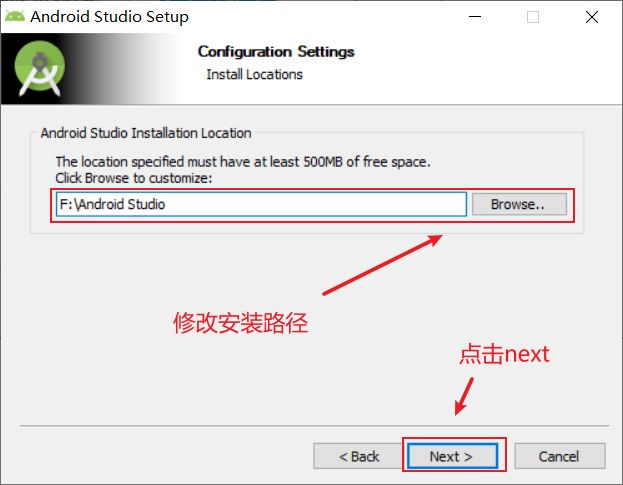 Android Studio Setup
Configuration Settings
Install Locations
Android Studio Installation Location
The location specified must have at least 500MB of free space.
Click Browse to customize:
F:\Android Studio
Browse..
修改安装路径
点击next
< Back
Next >
Cancel